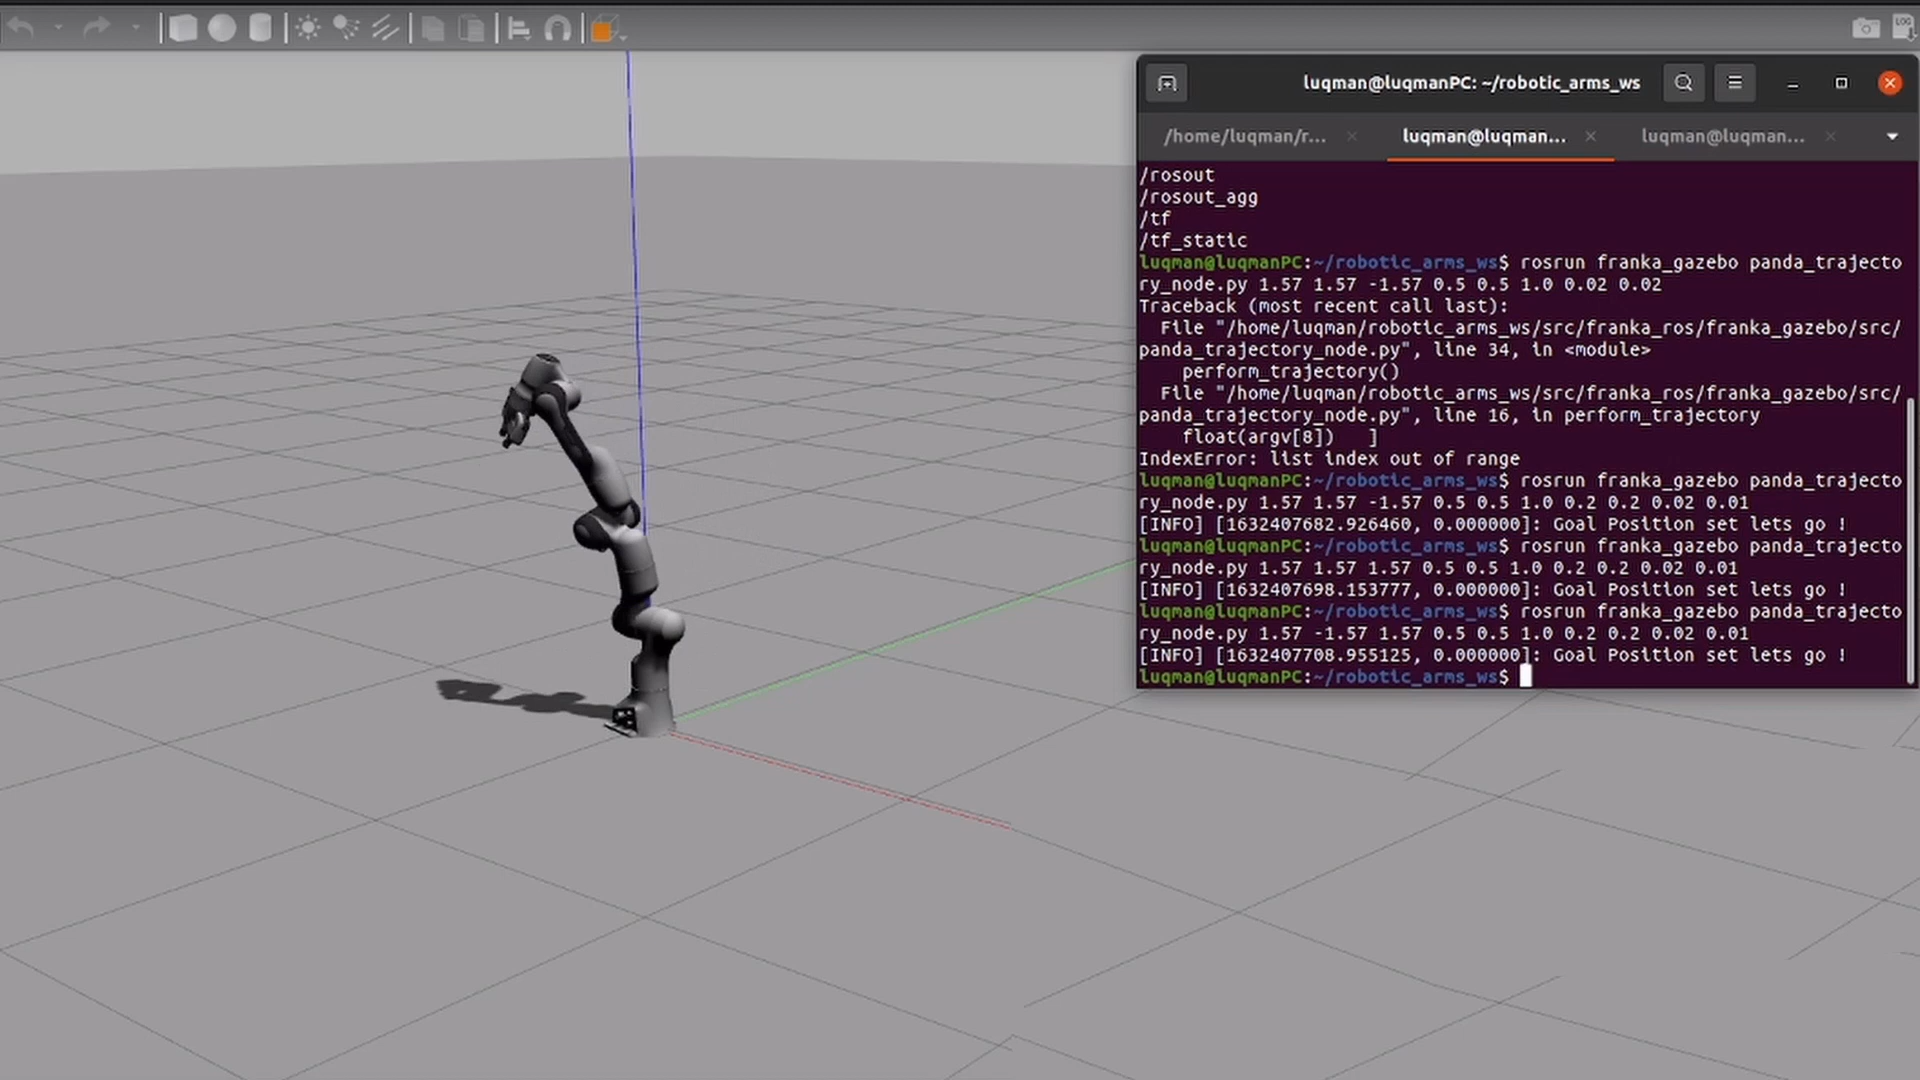 LOG
luqman@luqmanPC: ~/robotic_arms_ws
/home/luqman/r... luqman@luqman... luqman@luqman...
/rosout
/rosout_agg
/tf
/tf_static
luqman@luqmanPC:~/robotic_arms_ws$ rosrun franka_gazebo panda_trajecto
ry_node.py 1.57 1.57 -1.57 0.5 0.5 1.0 0.02 0.02
Traceback (most recent call last):
  File "/home/luqman/robotic_arms_ws/src/franka_ros/franka_gazebo/src/
panda_trajectory_node.py", line 34, in <module>
    perform_trajectory()
  File "/home/luqman/robotic_arms_ws/src/franka_ros/franka_gazebo/src/
panda_trajectory_node.py", line 16, in perform_trajectory
    float(argv[8])   ]
IndexError: list index out of range
luqman@luqmanPC:~/robotic_arms_ws$ rosrun franka_gazebo panda_trajecto
ry_node.py 1.57 1.57 -1.57 0.5 0.5 1.0 0.2 0.2 0.02 0.01
[INFO] [1632407682.926460, 0.000000]: Goal Position set lets go !
luqman@luqmanPC:~/robotic_arms_ws$ rosrun franka_gazebo panda_trajecto
ry_node.py 1.57 1.57 1.57 0.5 0.5 1.0 0.2 0.2 0.02 0.01
[INFO] [1632407698.153777, 0.000000]: Goal Position set lets go !
luqman@luqmanPC:~/robotic_arms_ws$ rosrun franka_gazebo panda_trajecto
ry_node.py 1.57 -1.57 1.57 0.5 0.5 1.0 0.2 0.2 0.02 0.01
[INFO] [1632407708.955125, 0.000000]: Goal Position set lets go !
luqman@luqmanPC:~/robotic_arms_ws$